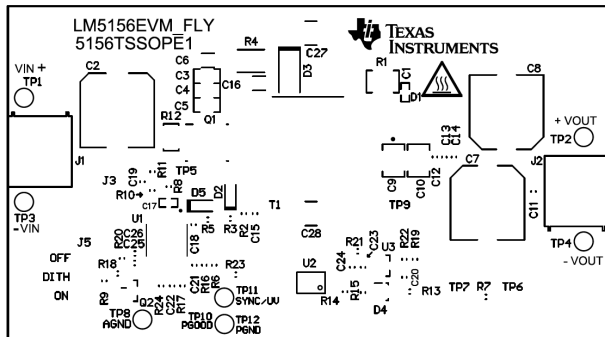 LM5156EVM_FLY
5156TSSOPE1
TEXAS
INSTRUMENTS
VIN +
TP1
C2
C6
C3
C4
C5
C16
Q1
R4
C27
D3
R1
C1
D1
C8
+ VOUT
TP2
J1
R12
TP5
C13
C14
C7
J2
J3
C19
R11
R10
R8
C17
D5
D2
T1
TP9
C9
C10
C12
C11
TP3
-VIN
U1
R5
R3
R2
C15
C18
C28
TP4
- VOUT
J5
OFF
DITH
ON
R20
C26
C25
R18
R9
Q2
TP8
AGND
R24
C22
R17
C21
R16
R6
R23
TP11
SYNC/UV
TP10
PGOOD
TP12
PGND
U2
R14
R15
C24
R21
C23
U3
R22
R19
C20
R13
D4
TP7
R7
TP6